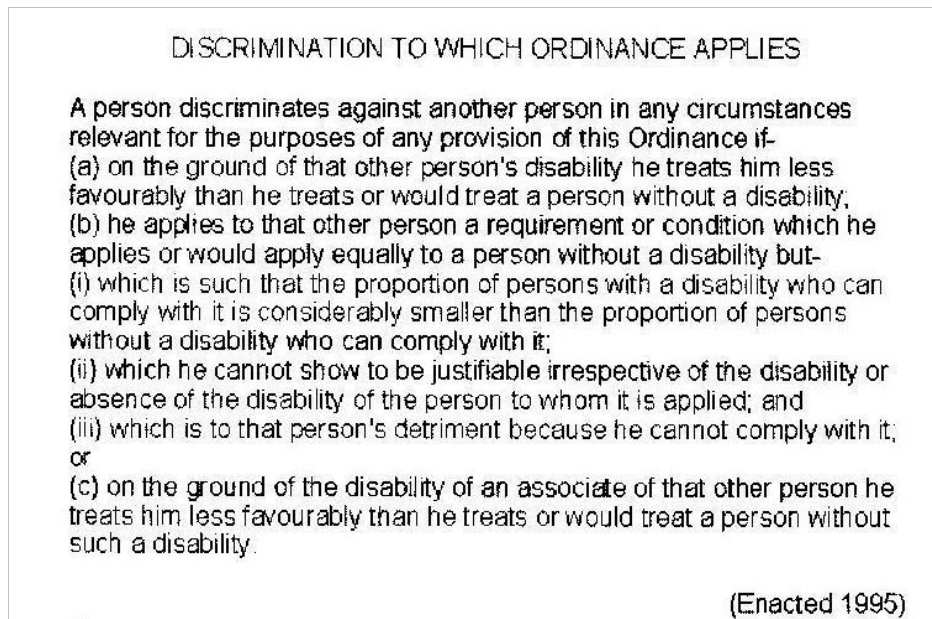 DISCRIMINATION TO WHICH ORDINANCE APPLIES
A person discriminates against another person in any circumstances
relevant for the purposes of any provision of this Ordinance if-
(a) on the ground of that other person's disability he treats him less
favourably than he treats or would treat a person without a disability;
(b) he applies to that other person a requirement or condition which he
applies or would apply equally to a person without a disability but-
(i) which is such that the proportion of persons with a disability who can
comply with it is considerably smaller than the proportion of persons
without a disability who can comply with it;
(ii) which he cannot show to be justifiable irrespective of the disability or
absence of the disability of the person to whom it is applied; and
(iii) which is to that person's detriment because he cannot comply with it;
or
(c) on the ground of the disability of an associate of that other person he
treats him less favourably than he treats or would treat a person without
such a disability.
(Enacted 1995)